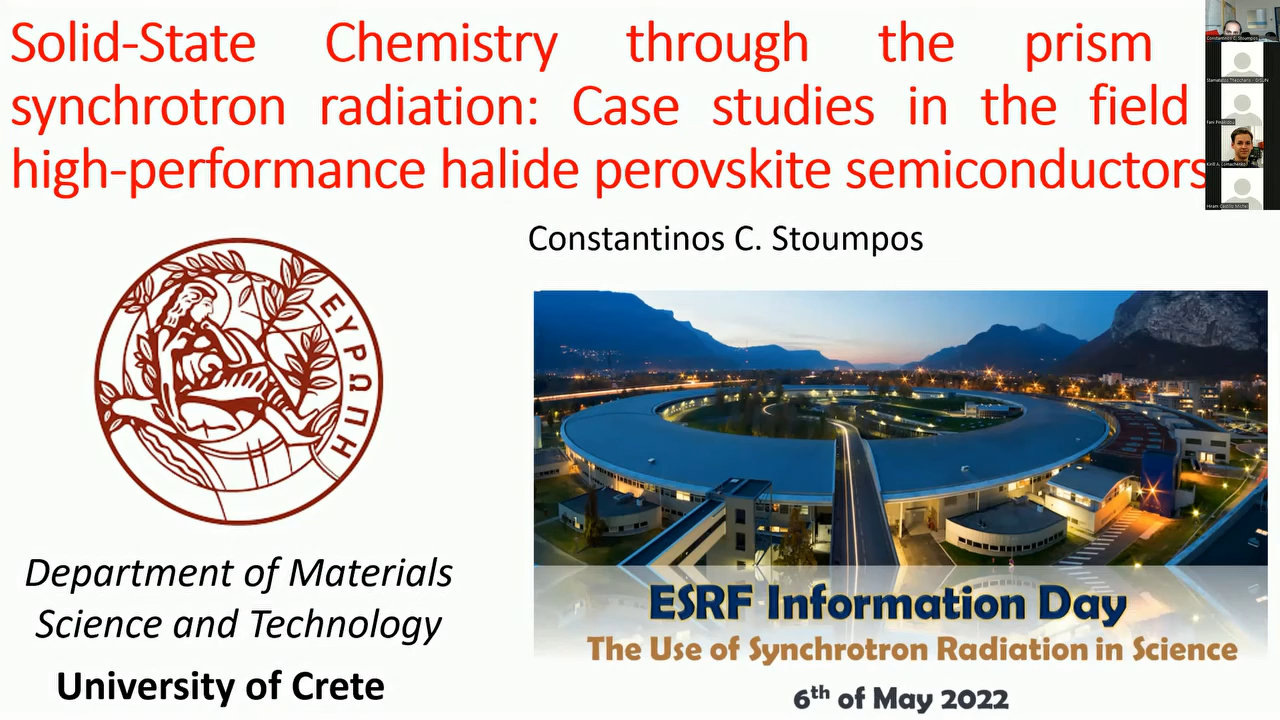 Solid-State Chemistry through the prism
synchrotron radiation: Case studies in the field
high-performance halide perovskite semiconductors
Constantinos C. Stoumpos
ΕΥΡΩΠΗ
Department of Materials
Science and Technology
University of Crete
ESRF Information Day
The Use of Synchrotron Radiation in Science
6th of May 2022
Constantinos C. Stoumpos